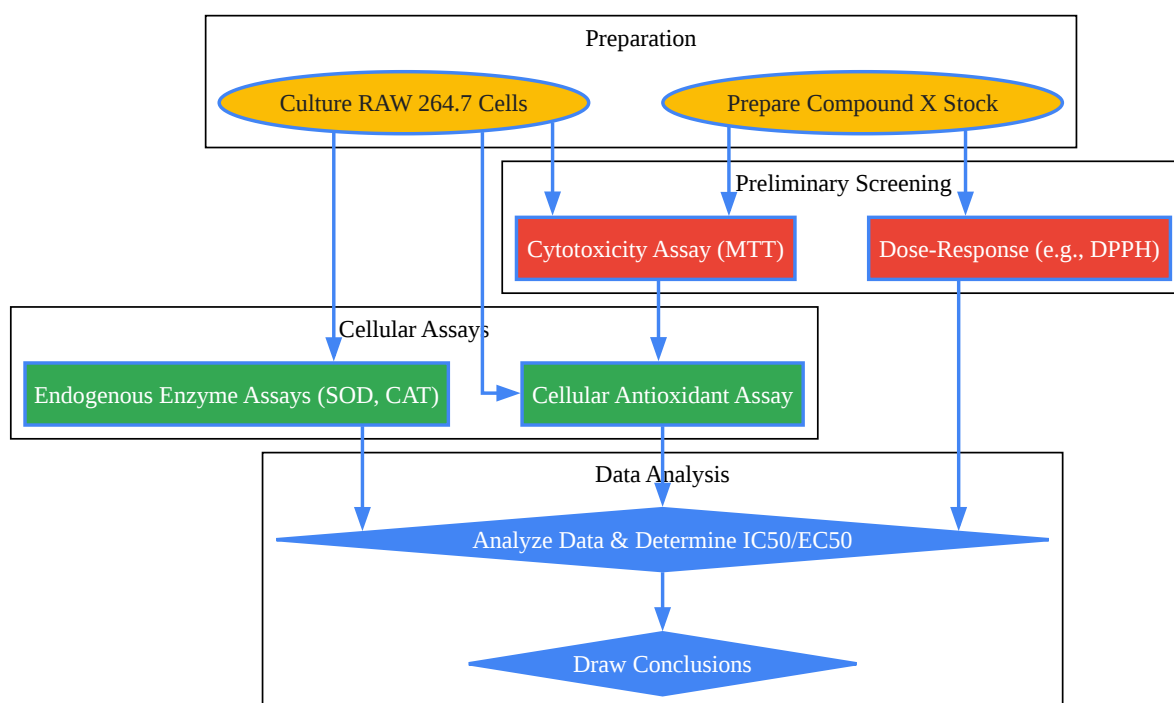 Preparation
Culture RAW 264.7 Cells
Prepare Compound X Stock
Preliminary Screening
Cytotoxicity Assay (MTT)
Dose-Response (e.g., DPPH)
Cellular Assays
Endogenous Enzyme Assays (SOD, CAT)
Cellular Antioxidant Assay
Data Analysis
Analyze Data & Determine IC50/EC50
Draw Conclusions